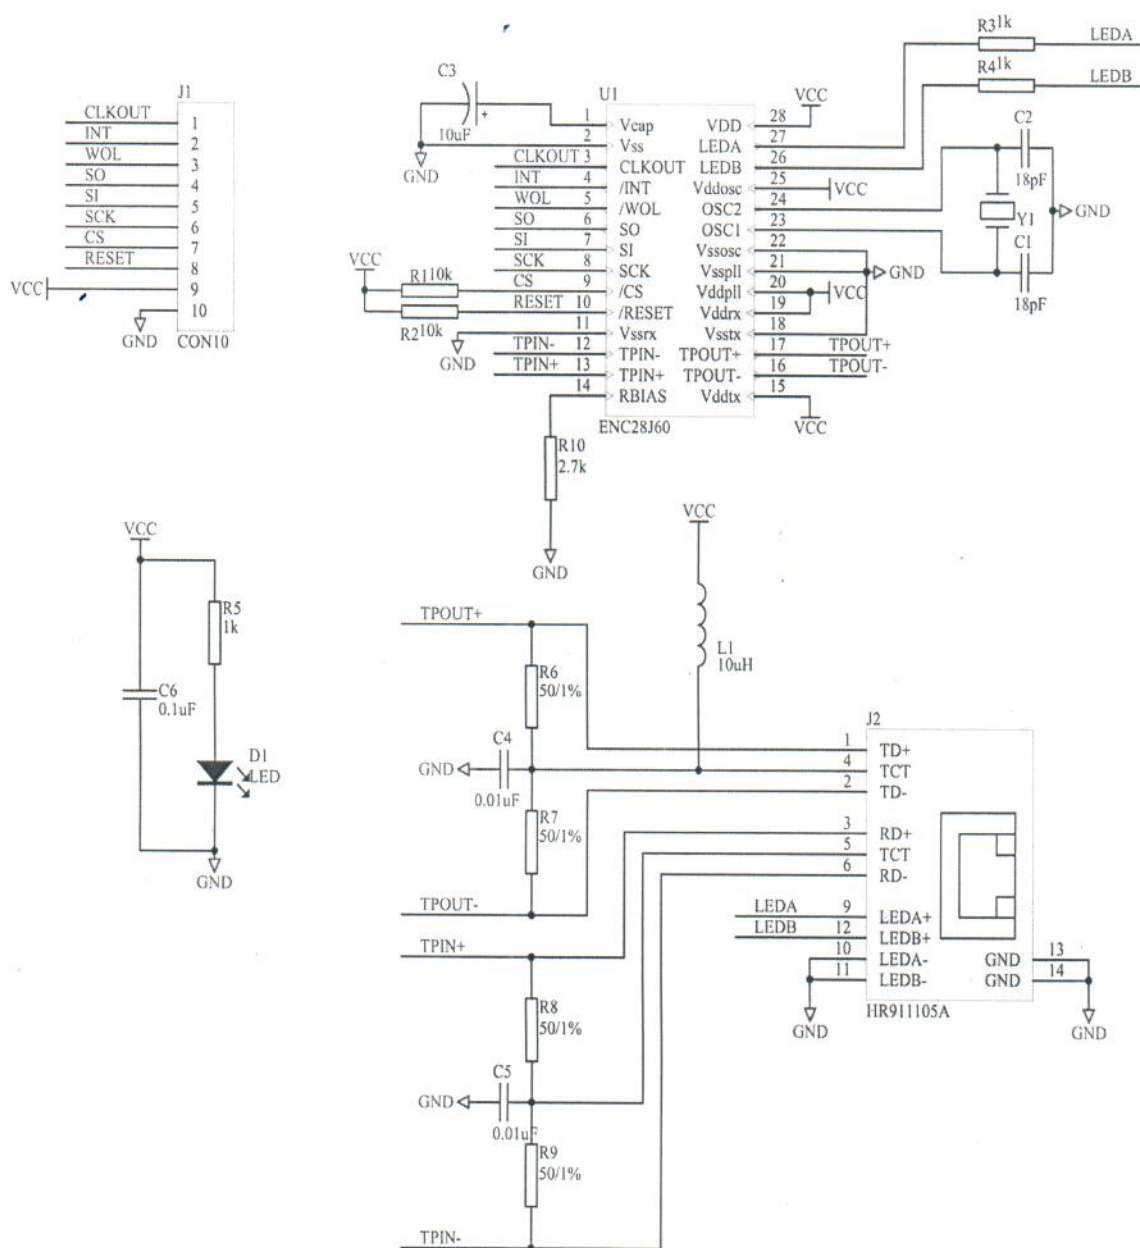 J1
CLKOUT 1
INT 2
WOL 3
SO 4
SI 5
SCK 6
CS 7
RESET 8
VCC 9
10
GND
CON10
C3
10uF
+
GND
U1
1 Vcap
2 Vss
CLKOUT 3 CLKOUT
INT 4 /INT
WOL 5 /WOL
SO 6 SO
SI 7 SI
SCK 8 SCK
CS 9 /CS
RESET 10 /RESET
11 Vssrx
TPIN- 12 TPIN-
TPIN+ 13 TPIN+
14 RBIAS
VCC
R1 10k
R2 10k
GND
VDD 28
LEDA 27
LEDB 26
Vddosc 25
OSC2 24
OSC1 23
Vssosc 22
Vsspll 21
Vddpll 20
Vddrx 19
Vsstx 18
TPOUT+ 17 TPOUT+
TPOUT- 16 TPOUT-
Vddtx 15
ENC28J60
VCC
VCC
GND
VCC
VCC
R3 1k LEDA
R4 1k LEDB
C2
18pF
Y1
GND
C1
18pF
R10
2.7k
GND
VCC
R5
1k
C6
0.1uF
D1
LED
GND
VCC
L1
10uH
TPOUT+
R6
50/1%
C4
GND
0.01uF
R7
50/1%
TPOUT-
TPIN+
R8
50/1%
C5
GND
0.01uF
R9
50/1%
TPIN-
J2
1 TD+
4 TCT
2 TD-
3 RD+
5 TCT
6 RD-
LEDA 9 LEDA+
LEDB 12 LEDB+
10 LEDA-
11 LEDB-
GND 13
GND 14
HR911105A
GND
GND